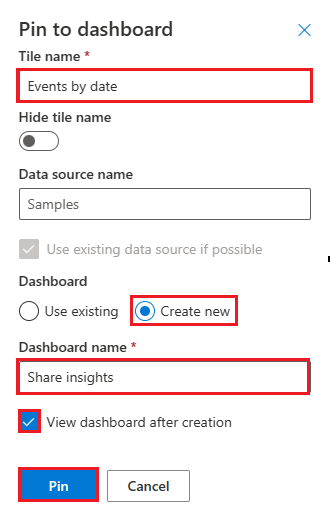 Pin to dashboard
Tile name *
Events by date
Hide tile name
Data source name
Samples
Use existing data source if possible
Dashboard
Use existing Create new
Dashboard name *
Share insights
View dashboard after creation
Pin Cancel